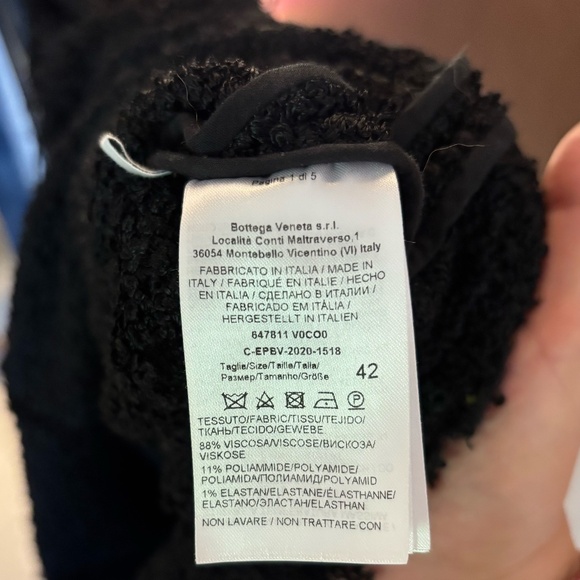 Pagina 1 di 5
Bottega Veneta s.r.l.
Località Conti Maltraverso,1
36054 Montebello Vicentino (VI) Italy
FABBRICATO IN ITALIA / MADE IN
ITALY / FABRIQUÉ EN ITALIE / HECHO
EN ITALIA / СДЕЛАНО В ИТАЛИИ /
FABRICADO EM ITÁLIA /
HERGESTELLT IN ITALIEN
647811 V0CO0
C-EPBV-2020-1518
Taglia/Size/Taille/Talla/
Размер/Tamanho/Größe 42
P
TESSUTO/FABRIC/TISSU/TEJIDO/
ТКАНЬ/TECIDO/GEWEBE
88% VISCOSA/VISCOSE/ВИСКОЗА/
VISKOSE
11% POLIAMMIDE/POLYAMIDE/
POLIAMIDA/ПОЛИАМИД/POLYAMID
1% ELASTAN/ELASTANE/ÉLASTHANNE/
ELASTANO/ЭЛАСТАН/ELASTHAN
NON LAVARE / NON TRATTARE CON